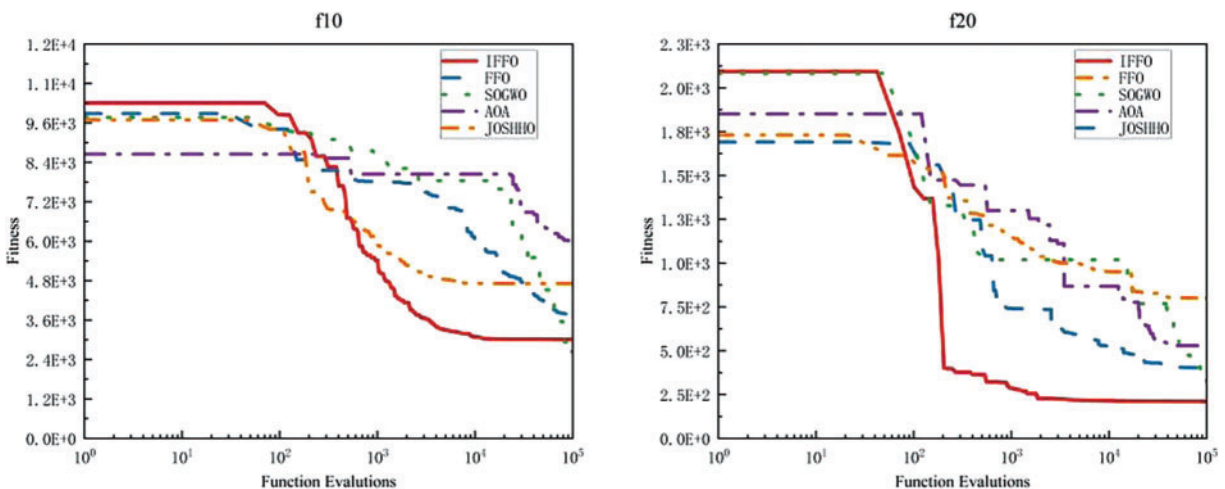 f10
1.2E+4
1.1E+4
9.6E+3
8.4E+3
7.2E+3
6.0E+3
4.8E+3
3.6E+3
2.4E+3
1.2E+3
0.0E+0
Fitness
IFFO
FFO
SOGWO
AOA
JOSHHO
10^0 10^1 10^2 10^3 10^4 10^5
Function Evalutions
f20
2.3E+3
2.0E+3
1.8E+3
1.5E+3
1.3E+3
1.0E+3
7.5E+2
5.0E+2
2.5E+2
0.0E+0
Fitness
IFFO
FFO
SOGWO
AOA
JOSHHO
10^0 10^1 10^2 10^3 10^4 10^5
Function Evalutions